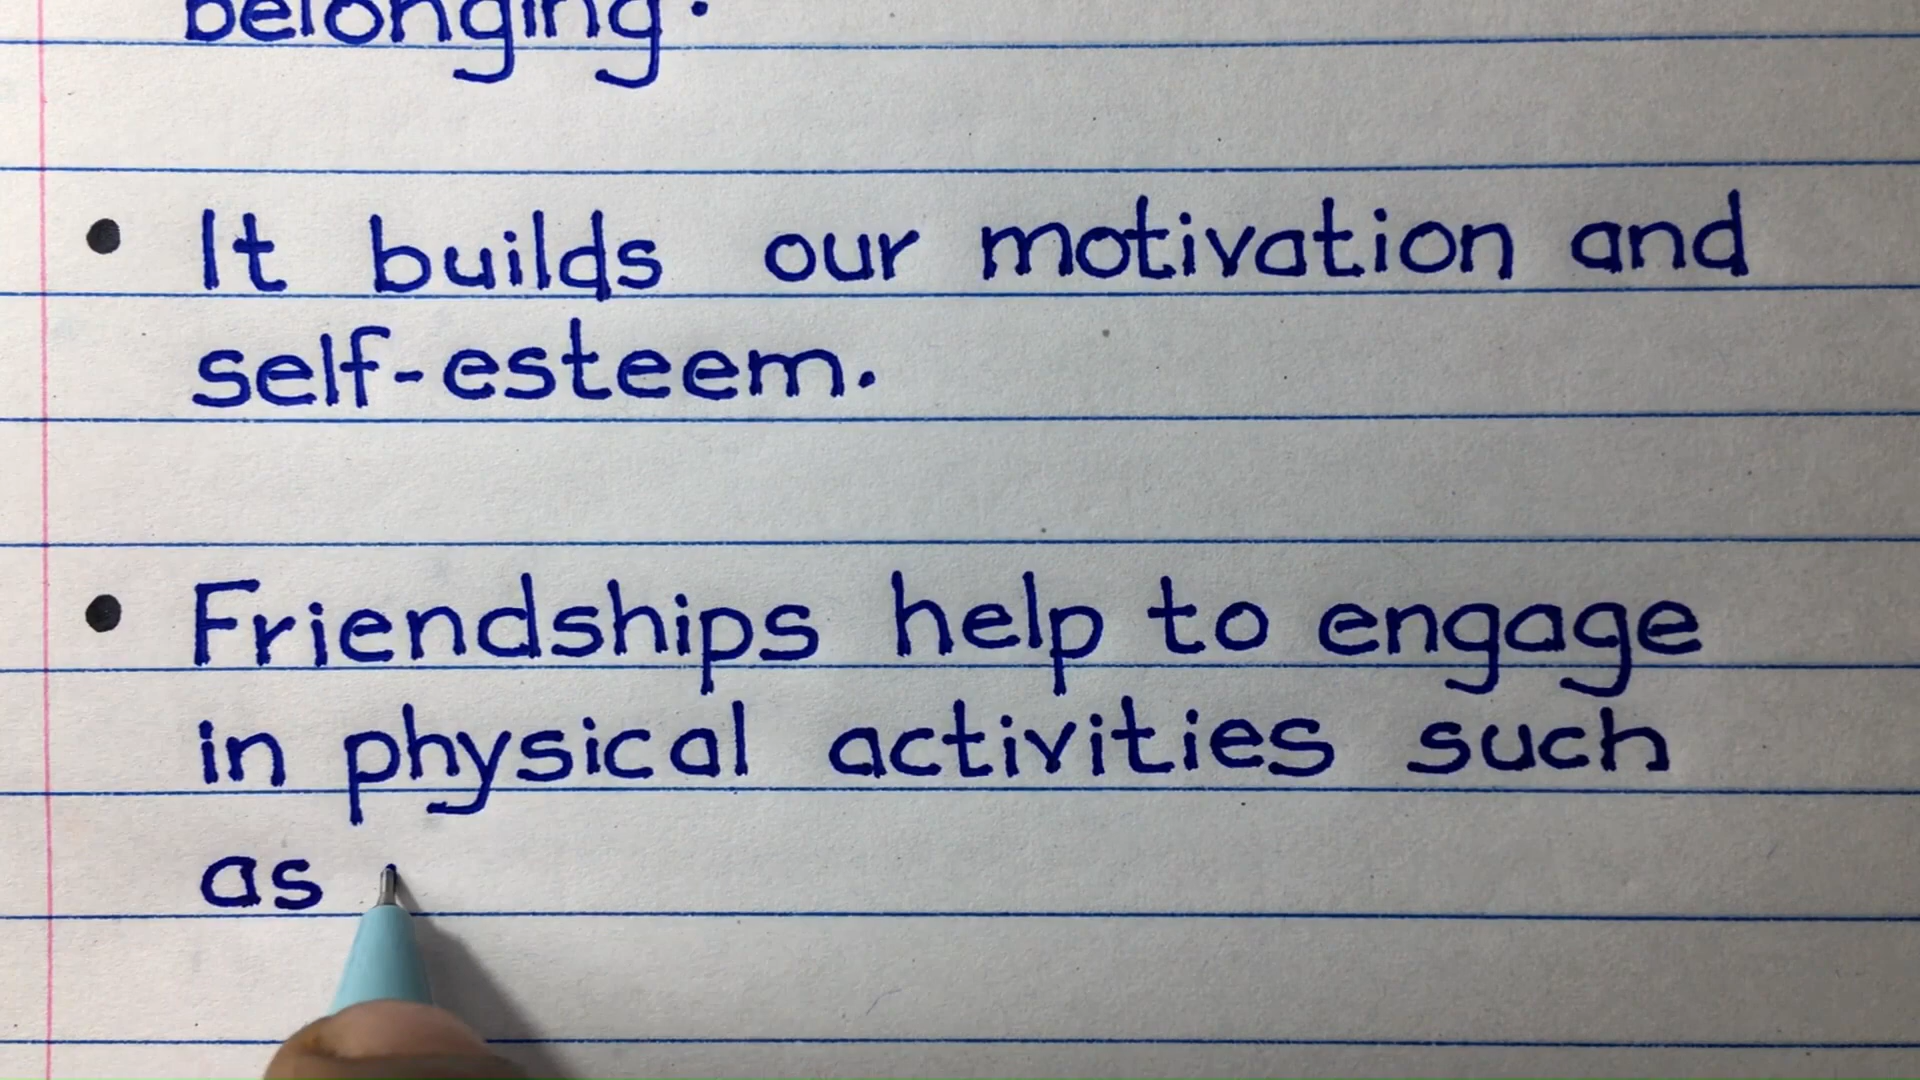 belonging.
• It builds our motivation and
self-esteem.
• Friendships help to engage
in physical activities such
as